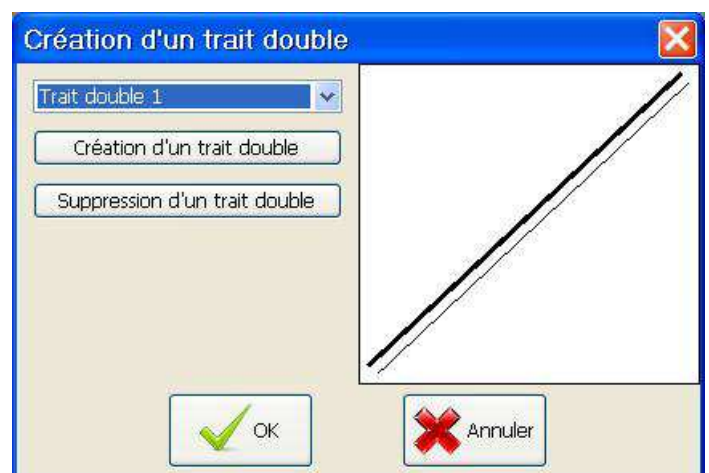 Création d'un trait double
Trait double 1
Création d'un trait double
Suppression d'un trait double
OK
Annuler